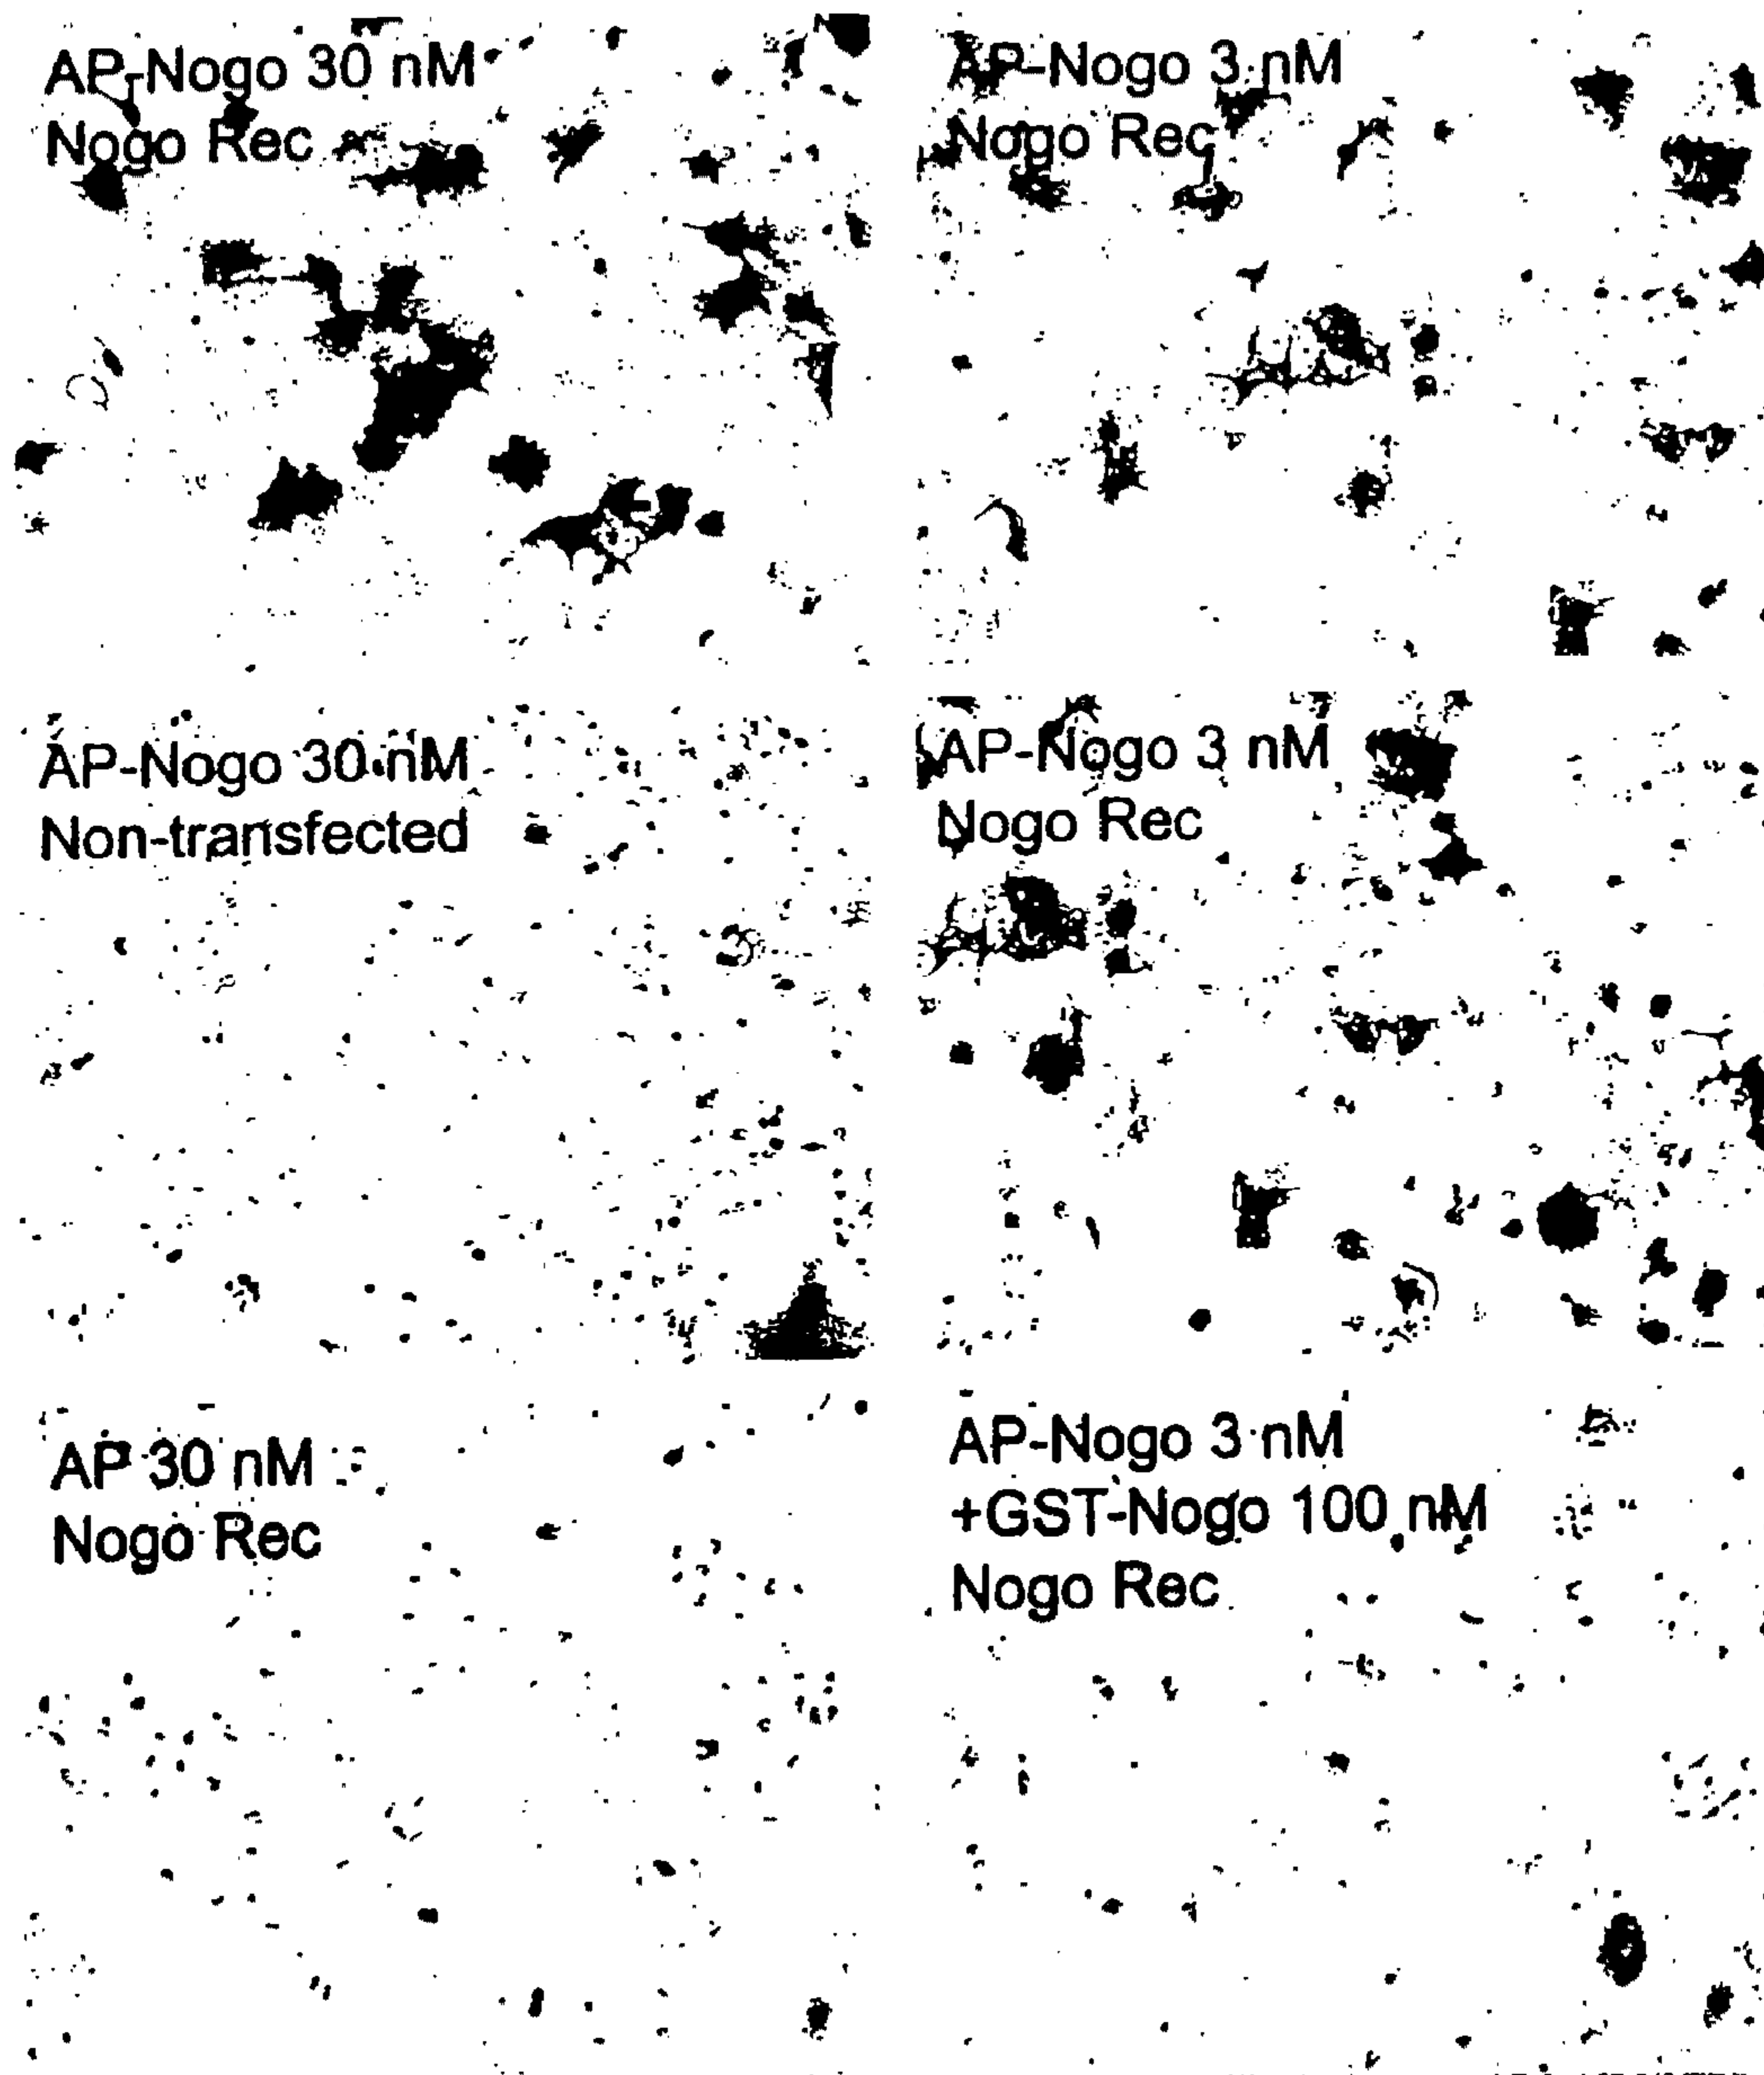 AP-Nogo 30 nM
Nogo Rec
AP-Nogo 3 nM
Nogo Rec
AP-Nogo 30 nM
Non-transfected
AP-Nogo 3 nM
Nogo Rec
AP 30 nM
Nogo Rec
AP-Nogo 3 nM
+GST-Nogo 100 nM
Nogo Rec